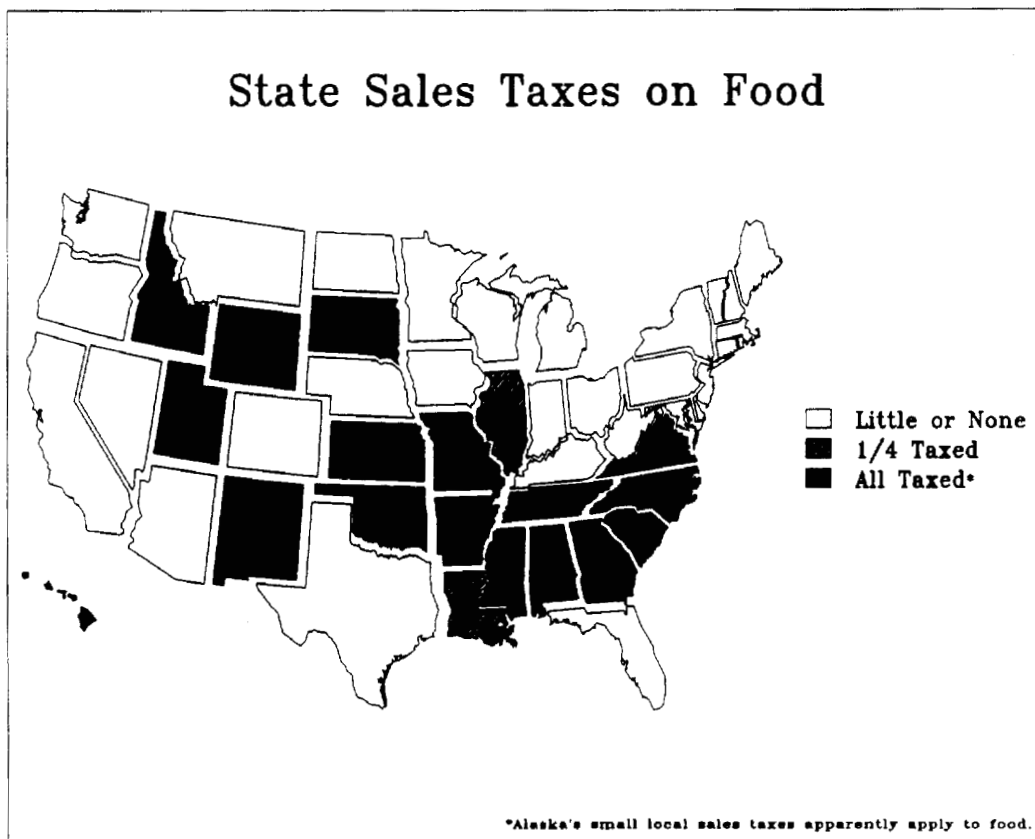 State Sales Taxes on Food
Little or None
1/4 Taxed
All Taxed*
*Alaska's small local sales taxes apparently apply to food.